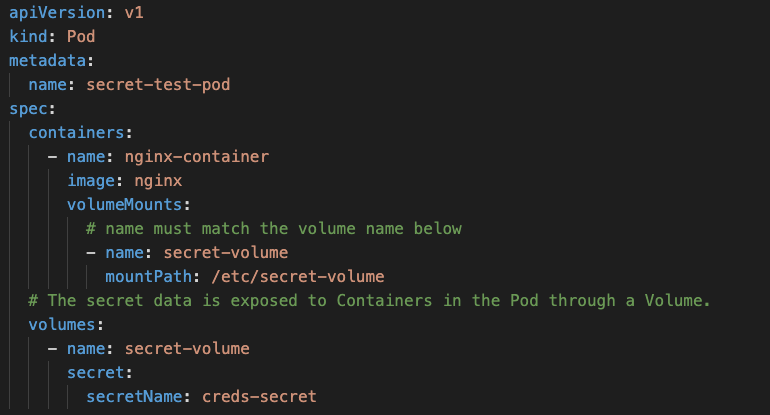 apiVersion: v1
kind: Pod
metadata:
  name: secret-test-pod
spec:
  containers:
    - name: nginx-container
      image: nginx
      volumeMounts:
        # name must match the volume name below
        - name: secret-volume
          mountPath: /etc/secret-volume
  # The secret data is exposed to Containers in the Pod through a Volume.
  volumes:
    - name: secret-volume
      secret:
        secretName: creds-secret